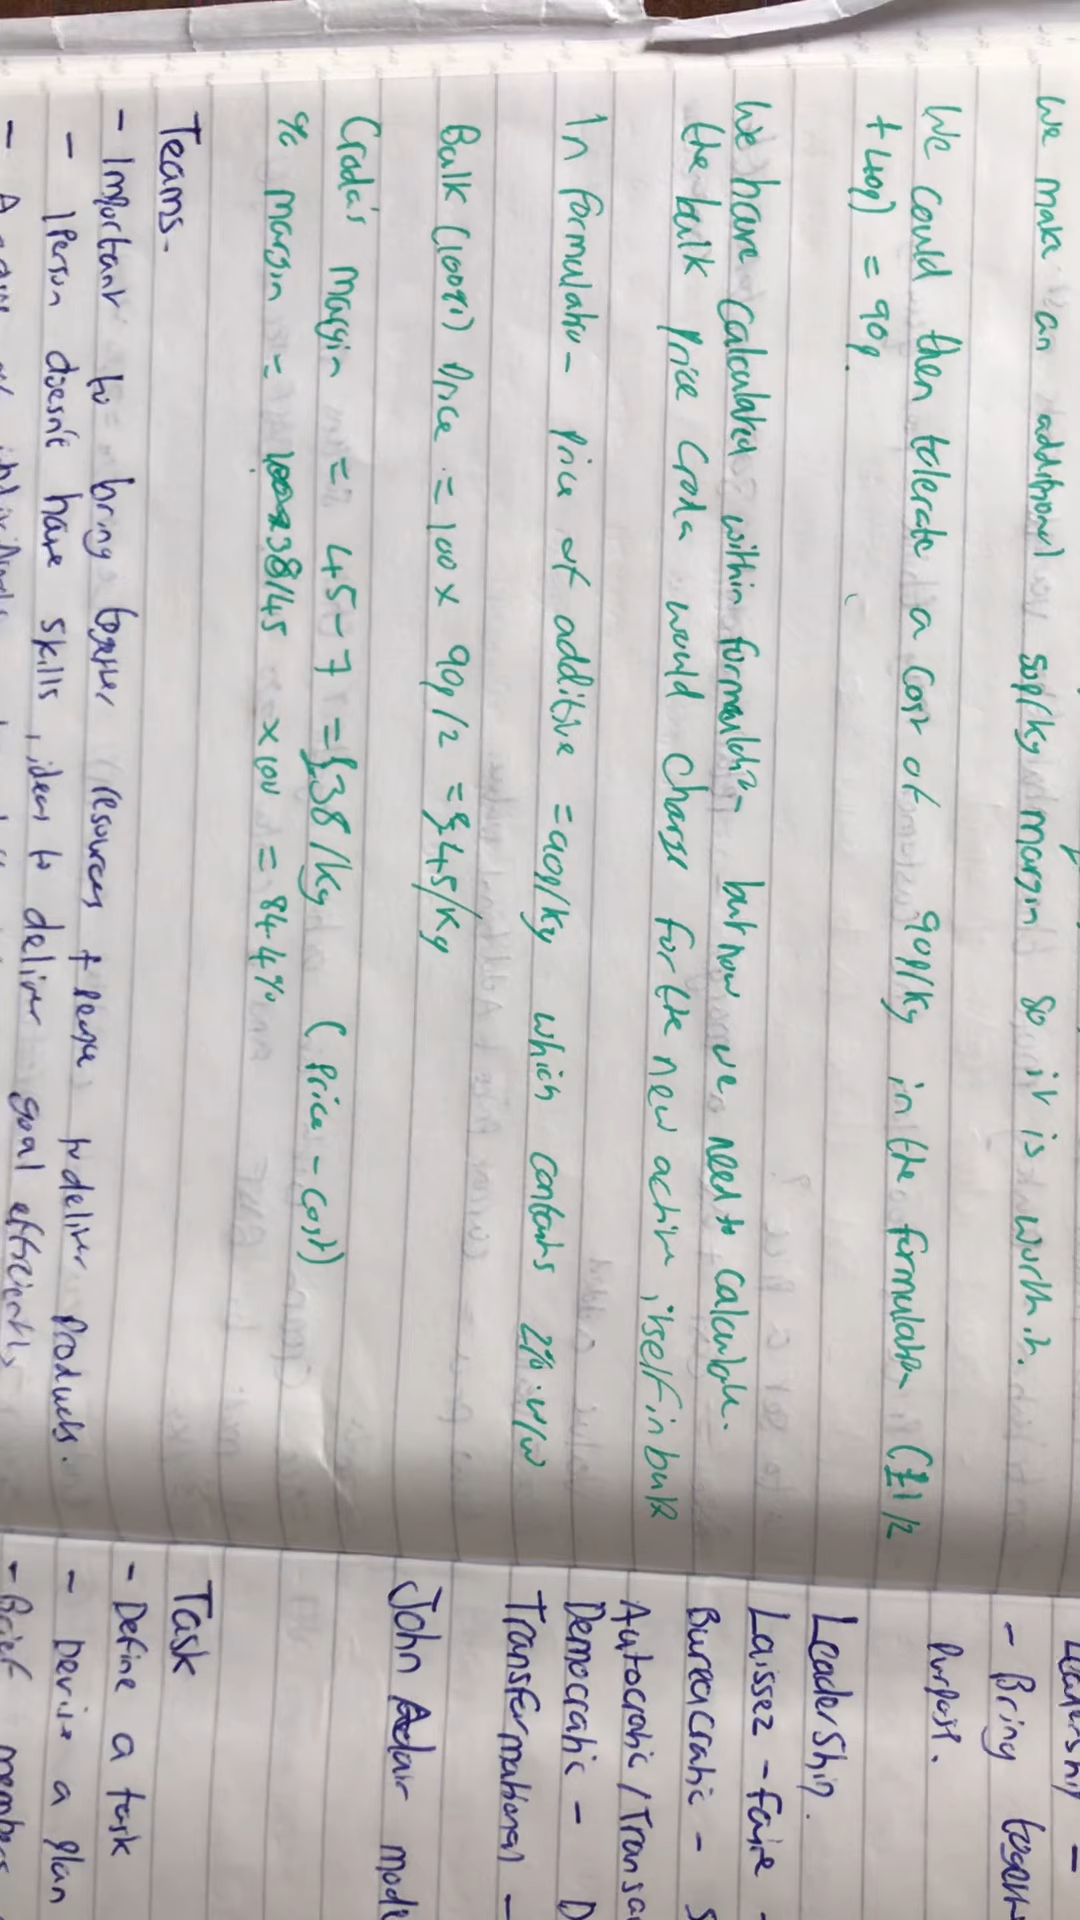 We make an additional 50p/kg margin so it is worth it.
We could then tolerate a cost of 90p/kg in the formulation (£1/2
+ 40p) = 90p.
We have calculated within formulation - but now we need to calculate.
the bulk price Croda would charge for the new active, itself in bulk
In formulation - price of additive = 90p/kg which contains 2% w/w
Bulk (100%) Price = 100 x 90p/2 = £45/kg
Croda's margin = 45 - 7 = £38/kg (Price - cost)
% margin = 38/45 x 100 = 84.4%
Teams.
- Important to bring together resources + people to deliver products.
- 1 Person doesn't have skills, ideas to deliver goal efficiently
Leadership -
- Bring together
Purpose.
Leadership.
Laissez - faire -
Bureaucratic - S
Autocratic / Transa
Democratic - D
Transformational -
John Adair mode
Task
- Define a task
- Devise a plan
- Brief members